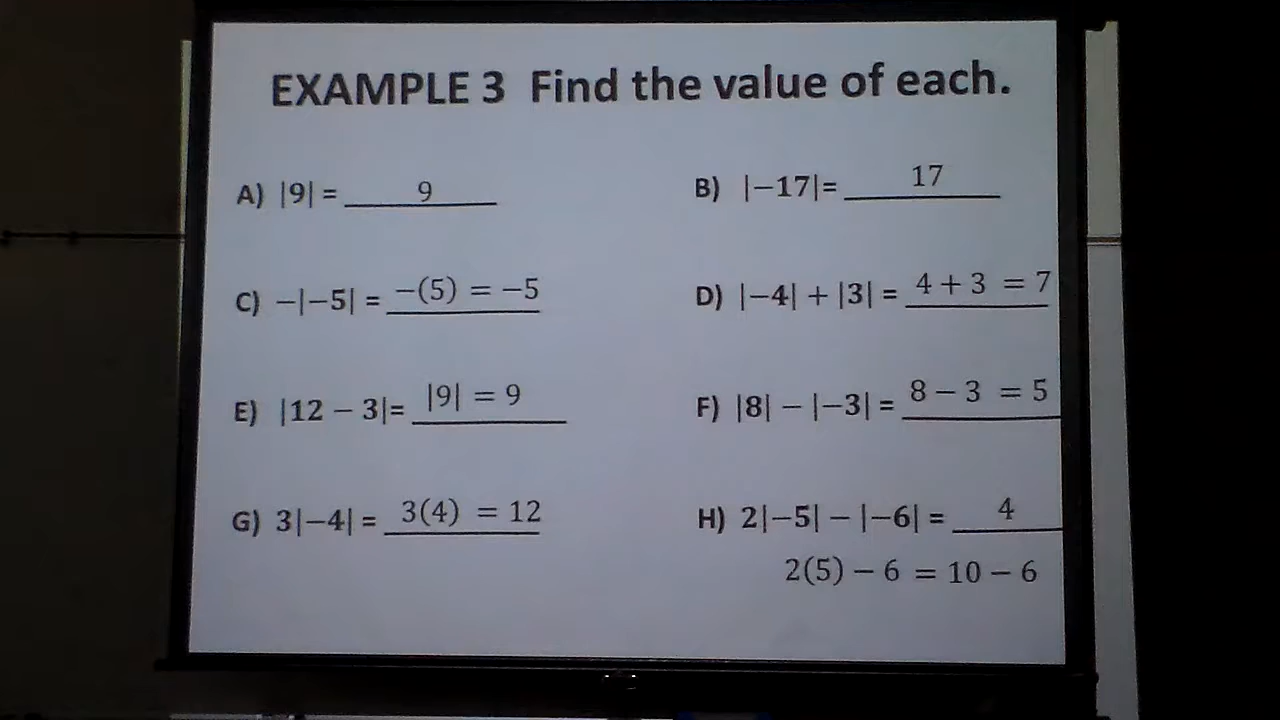 EXAMPLE 3 Find the value of each.
A) |9| = 9
B) |−17|= 17
C) −|−5| = −(5) = −5
D) |−4| + |3| = 4 + 3 = 7
E) |12 − 3|= |9| = 9
F) |8| − |−3| = 8 − 3 = 5
G) 3|−4| = 3(4) = 12
H) 2|−5| − |−6| = 4
2(5) − 6 = 10 − 6